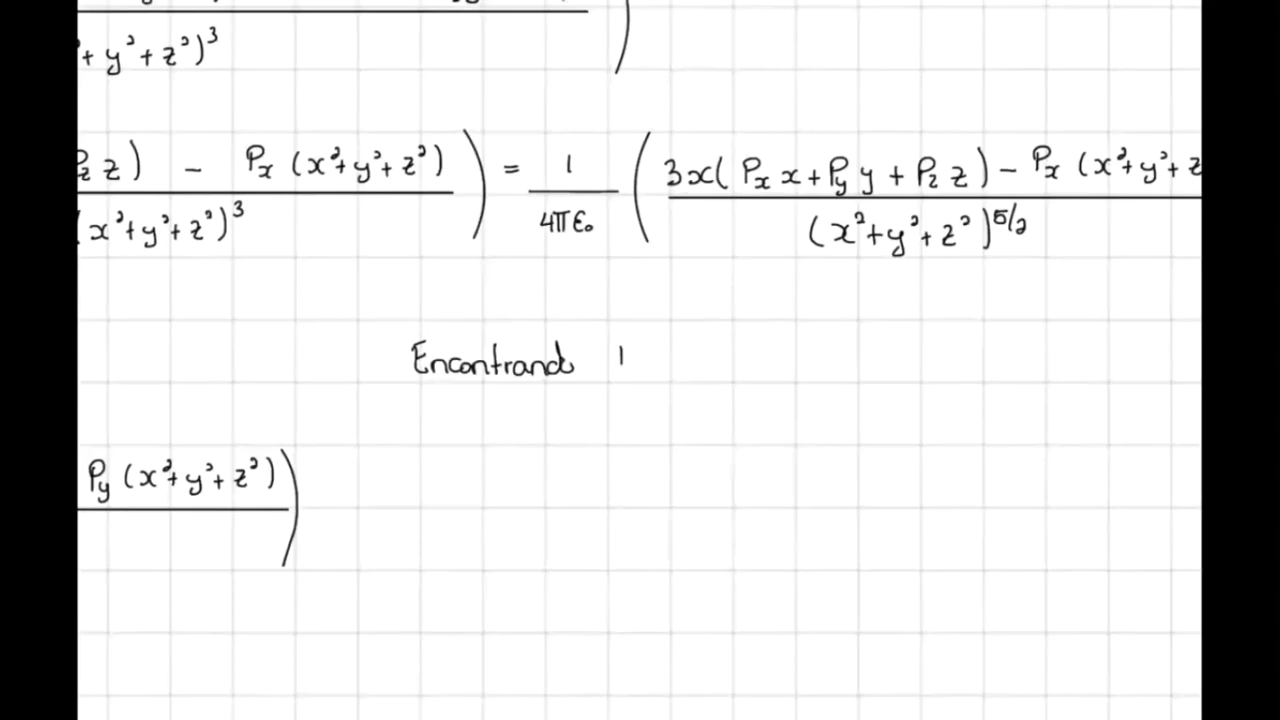 + y² + z²)³
P_z z) - P_x (x²+y²+z²) = 1 ( 3x( P_x x + P_y y + P_z z ) - P_x (x²+y²+z
(x²+y²+z²)³ 4πε₀ (x²+y²+z²)^5/2
Encontrand
P_y (x²+y²+z²)